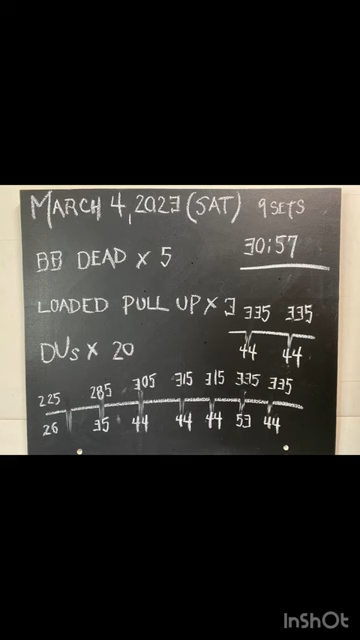 MARCH 4, 2023 (SAT) 9 SETS
BB DEAD x 5 30:57
LOADED PULL UP x 3 335 335
DUs x 20 44 44
225 285 305 315 315 335 335
26 35 44 44 44 53 44
InShOt